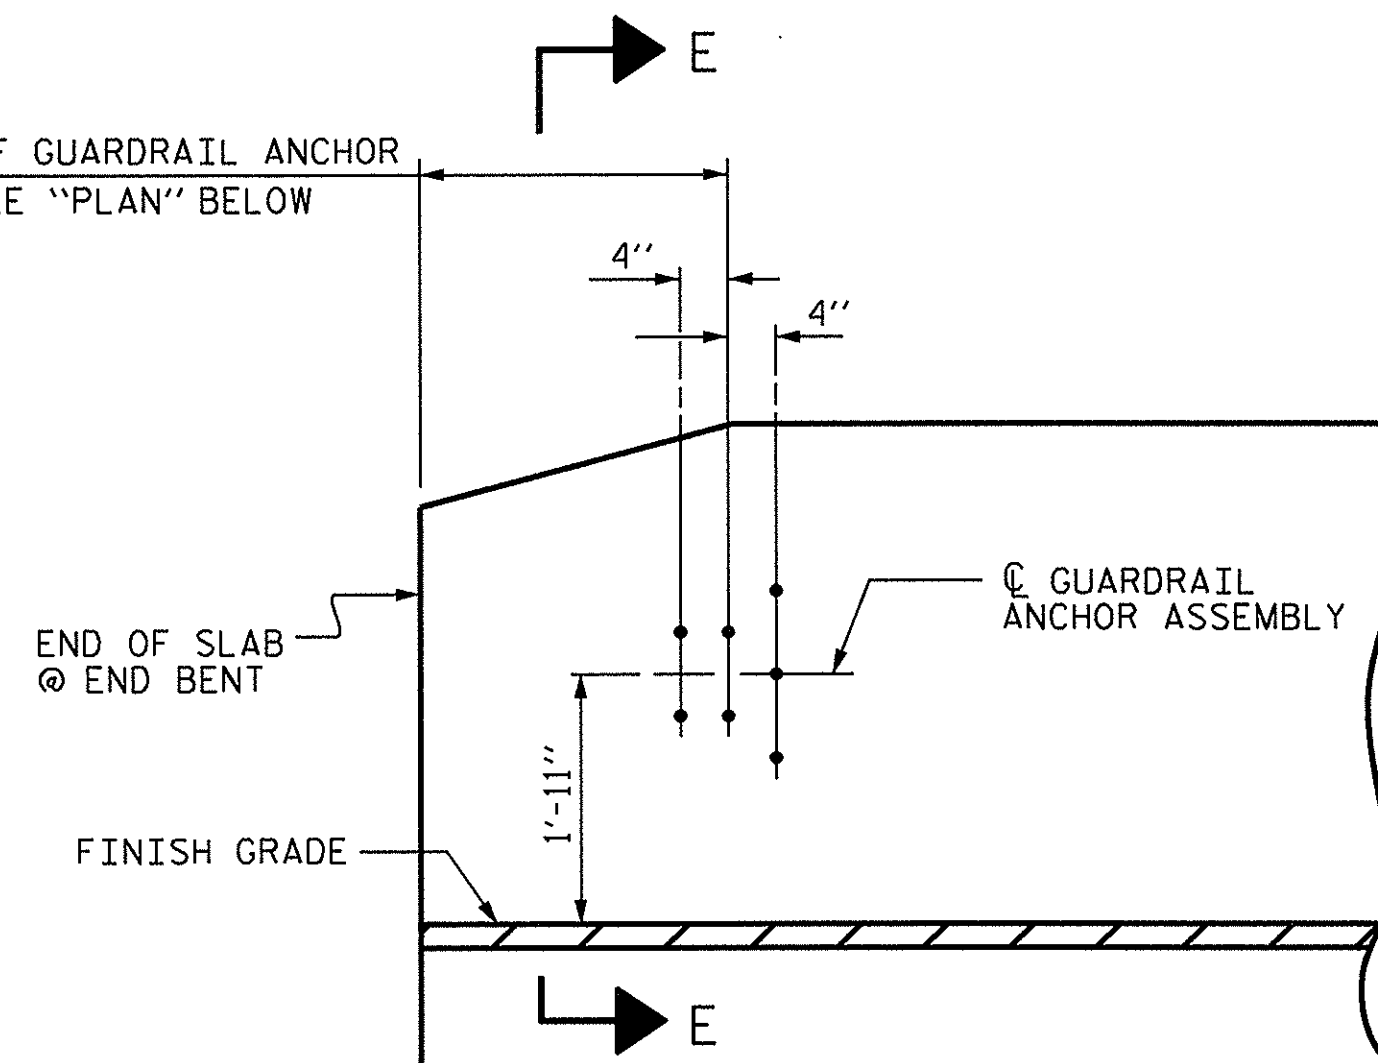 E
GUARDRAIL ANCHOR
"PLAN" BELOW
4"
4"
℄ GUARDRAIL
ANCHOR ASSEMBLY
END OF SLAB
@ END BENT
1'-11"
FINISH GRADE
E